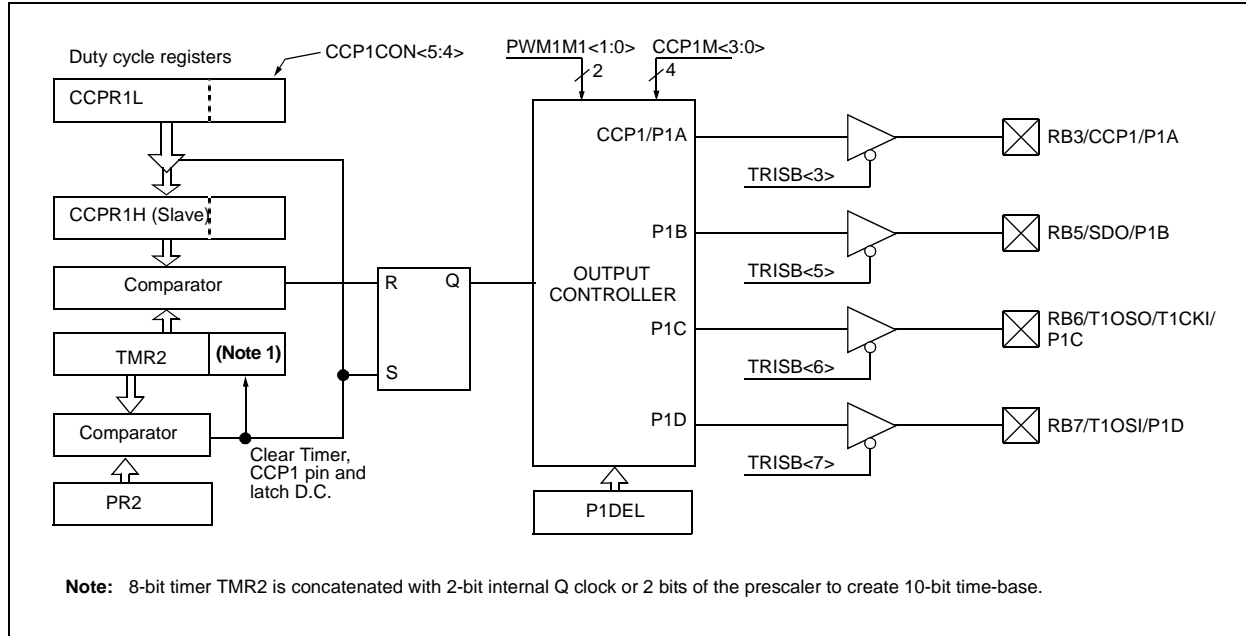 PWM1M1<1:0>
CCP1M<3:0>
Duty cycle registers
CCP1CON<5:4>
2
4
CCPR1L
CCP1/P1A
RB3/CCP1/P1A
TRISB<3>
CCPR1H (Slave)
P1B
RB5/SDO/P1B
Comparator
R
Q
OUTPUT
CONTROLLER
TRISB<5>
P1C
RB6/T1OSO/T1CKI/
P1C
TMR2
(Note 1)
S
TRISB<6>
Comparator
P1D
RB7/T1OSI/P1D
Clear Timer,
CCP1 pin and
latch D.C.
TRISB<7>
PR2
P1DEL
Note: 8-bit timer TMR2 is concatenated with 2-bit internal Q clock or 2 bits of the prescaler to create 10-bit time-base.